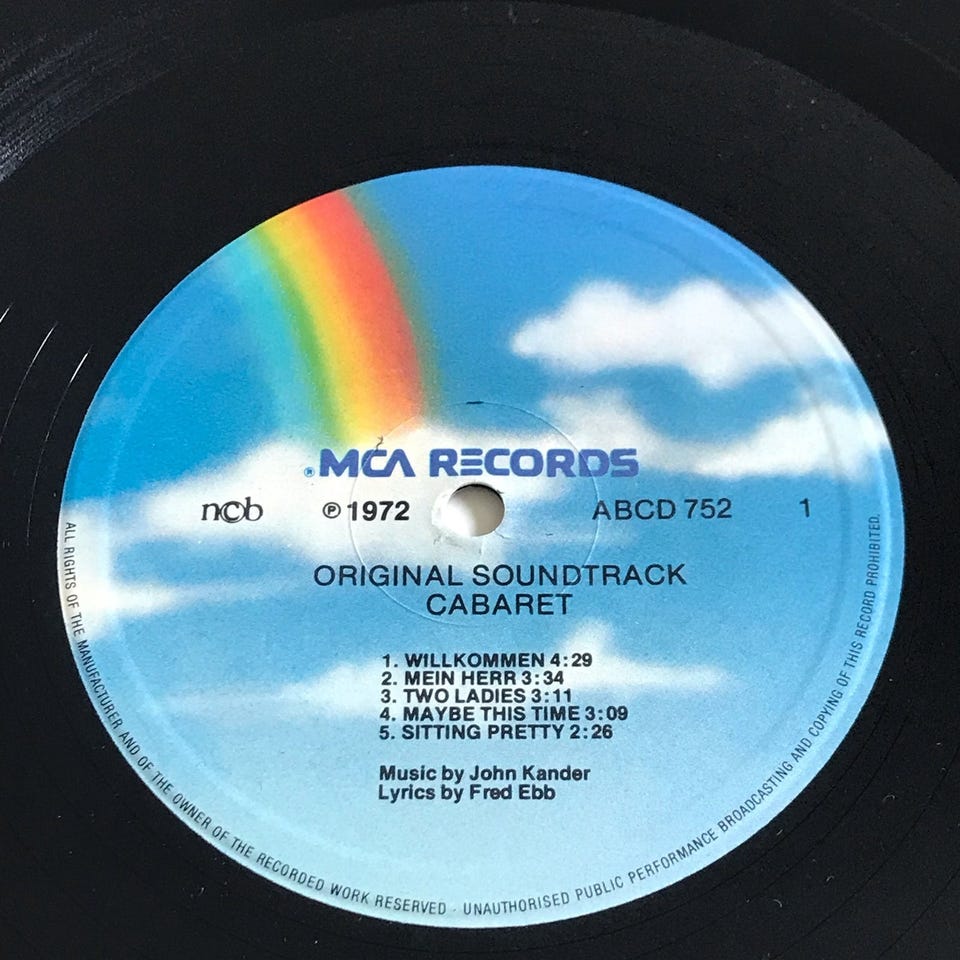 ® MCA RECORDS
ncb ℗ 1972 ABCD 752 1
ORIGINAL SOUNDTRACK
CABARET
1. WILLKOMMEN 4:29
2. MEIN HERR 3:34
3. TWO LADIES 3:11
4. MAYBE THIS TIME 3:09
5. SITTING PRETTY 2:26
Music by John Kander
Lyrics by Fred Ebb
ALL RIGHTS OF THE MANUFACTURER AND OF THE OWNER OF THE RECORDED WORK RESERVED · UNAUTHORISED PUBLIC PERFORMANCE BROADCASTING AND COPYING OF THIS RECORD PROHIBITED.